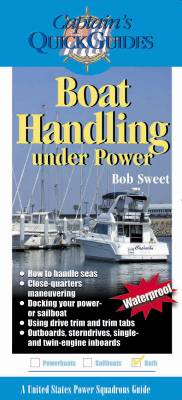 Captain's
QuickGuides
Boat
Handling
under Power
Bob Sweet
• How to handle seas
• Close-quarters
maneuvering
• Docking your power-
or sailboat
• Using drive trim and trim tabs
• Outboards, sterndrives, single-
and twin-engine inboards
Waterproof
Powerboats
Sailboats
Both
A United States Power Squadrons Guide